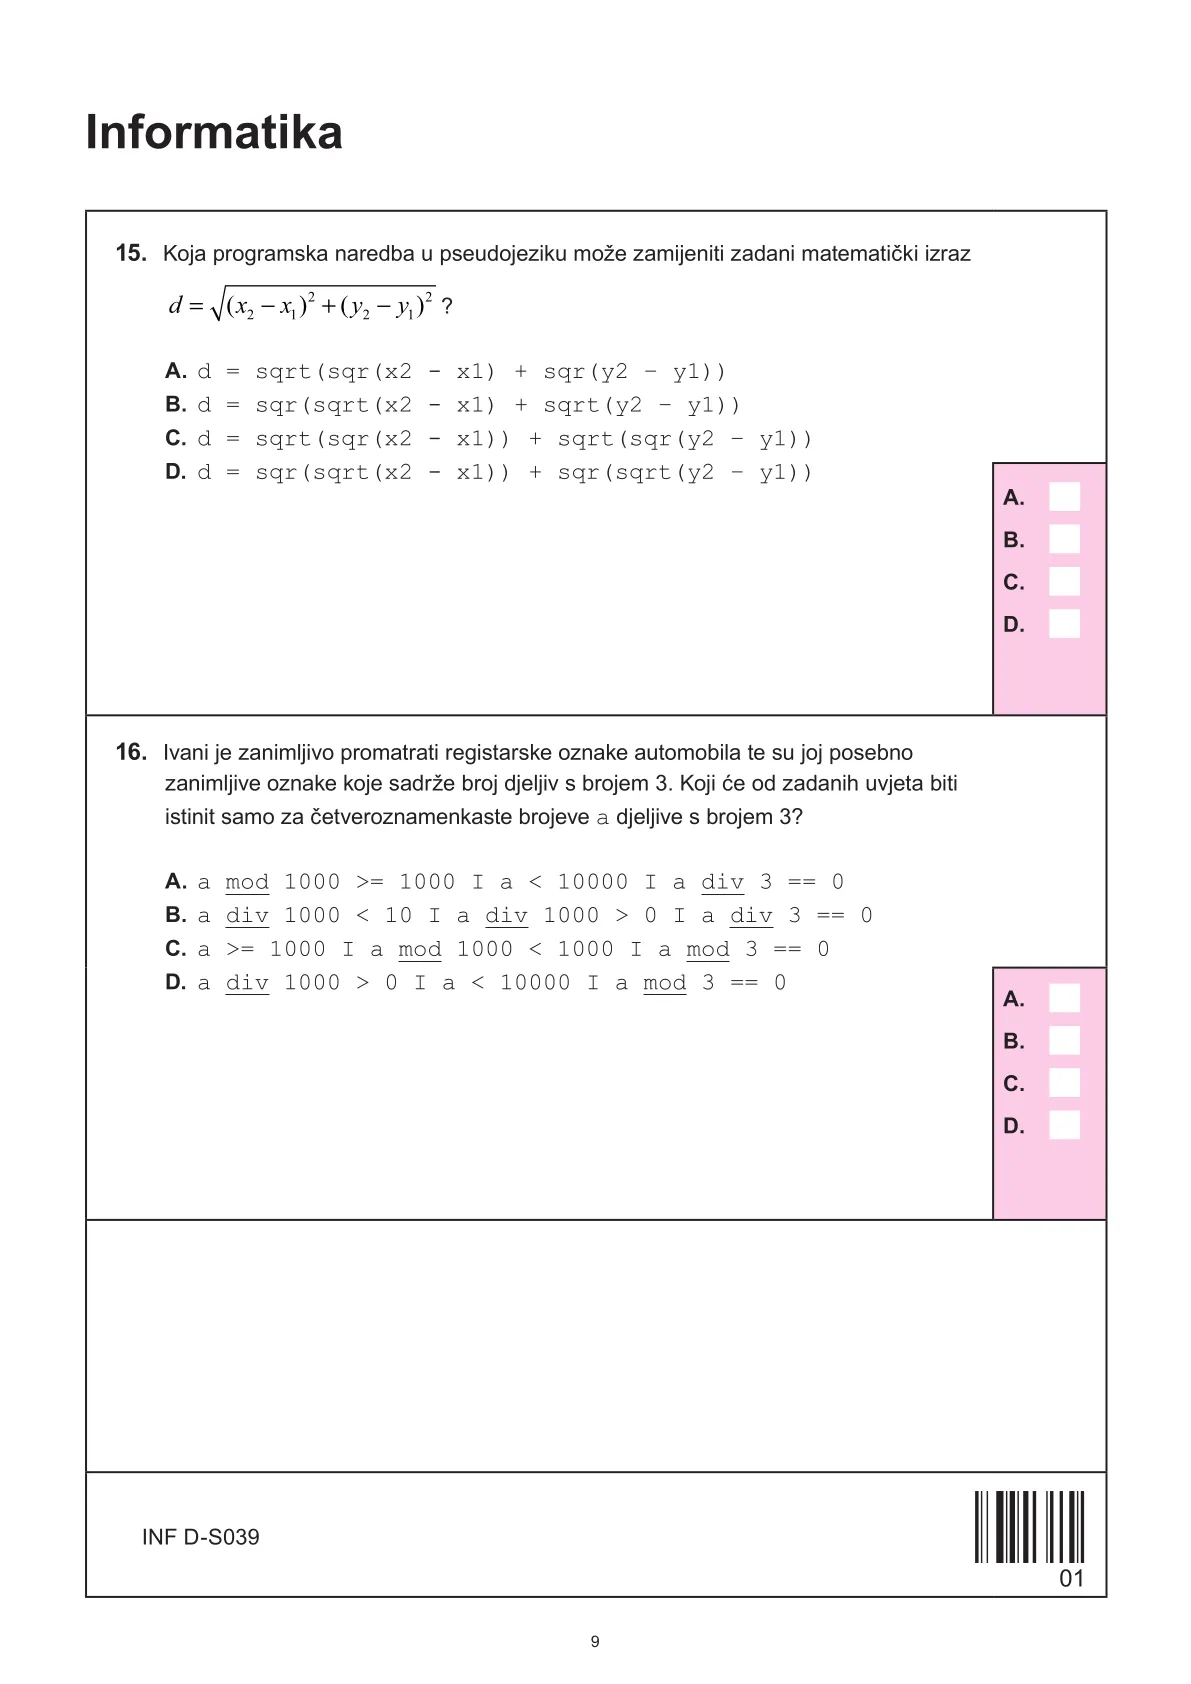 Informatika
15. Koja programska naredba u pseudojeziku može zamijeniti zadani matematički izraz
d = √(x₂ − x₁)² + (y₂ − y₁)² ?
A. d = sqrt(sqr(x2 - x1) + sqr(y2 – y1))
B. d = sqr(sqrt(x2 - x1) + sqrt(y2 – y1))
C. d = sqrt(sqr(x2 - x1)) + sqrt(sqr(y2 – y1))
D. d = sqr(sqrt(x2 - x1)) + sqr(sqrt(y2 – y1))
A.
B.
C.
D.
16. Ivani je zanimljivo promatrati registarske oznake automobila te su joj posebno
zanimljive oznake koje sadrže broj djeljiv s brojem 3. Koji će od zadanih uvjeta biti
istinit samo za četveroznamenkaste brojeve a djeljive s brojem 3?
A. a mod 1000 >= 1000 I a < 10000 I a div 3 == 0
B. a div 1000 < 10 I a div 1000 > 0 I a div 3 == 0
C. a >= 1000 I a mod 1000 < 1000 I a mod 3 == 0
D. a div 1000 > 0 I a < 10000 I a mod 3 == 0
A.
B.
C.
D.
INF D-S039
01
9